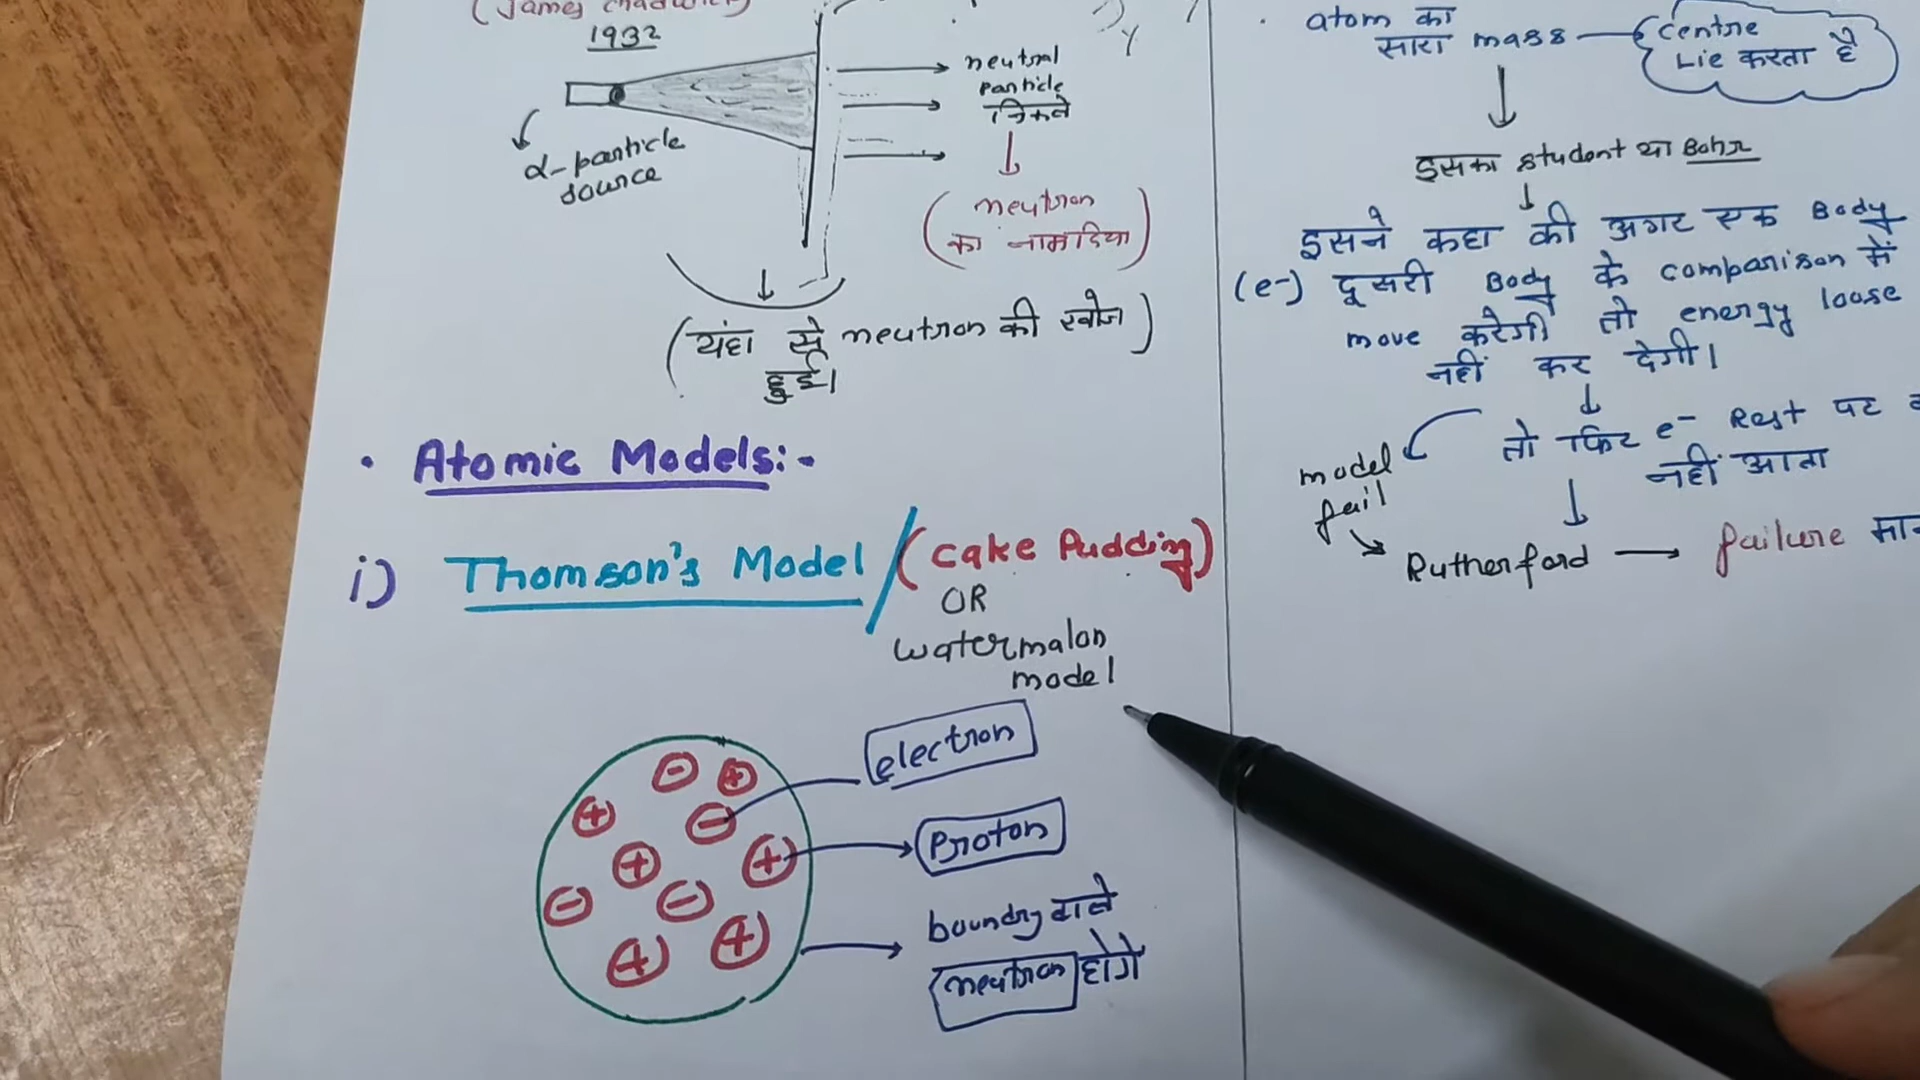 (James Chadwick)
1932
α-particle
source
neutral
particle
निकले
(neutron
का नाम दिया)
(यंहा से neutron की खोज)
हुई।
• Atomic Models:-
i) Thomson's Model / (Cake Pudding)
OR
watermalon
model
electron
Proton
boundry वाले
neutron होगे
atom का
सारा mass
Centre
Lie करता है
इसका student था Bohr
इसने कहा की अगर एक Body
(e-) दूसरी Body के comparison में
move करेगी तो energy loose
नहीं कर देगी।
तो फिर e- Rest पर
नहीं आता
model
fail
Rutherford → failure